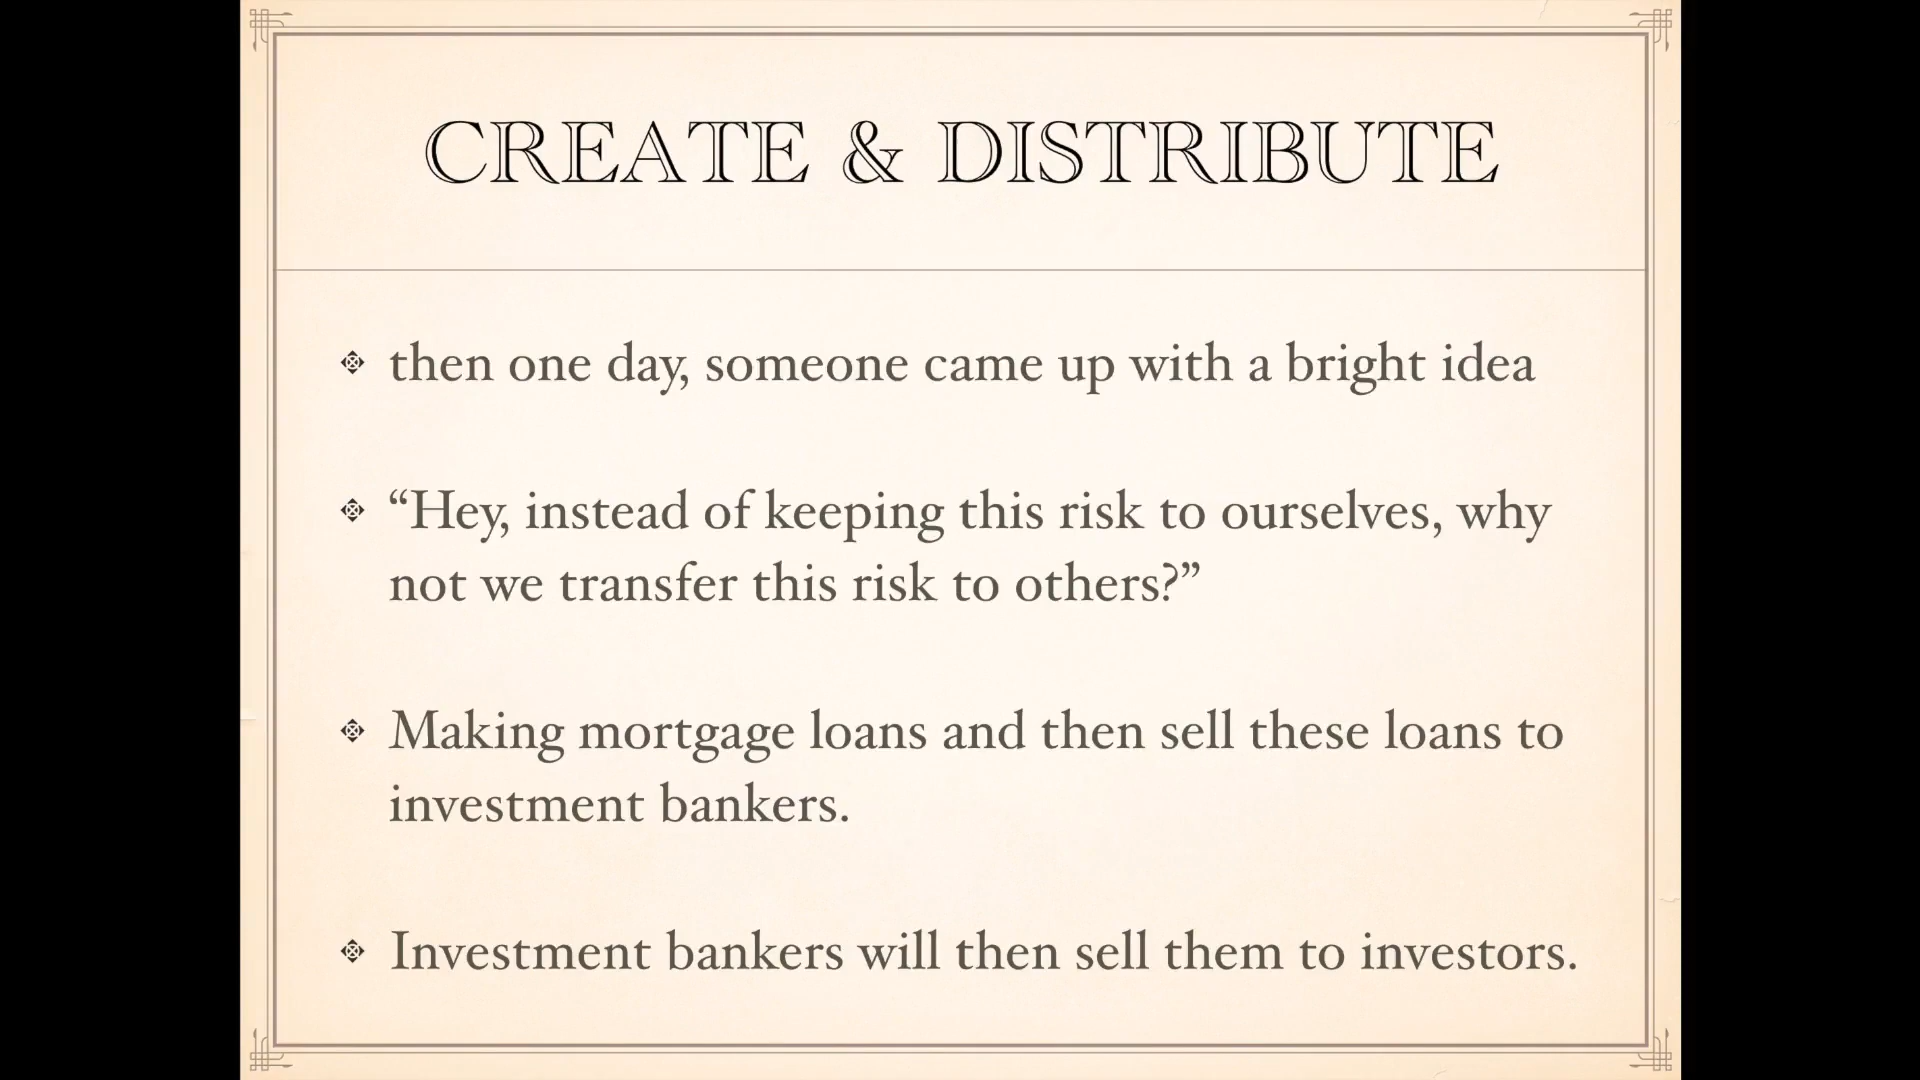 CREATE & DISTRIBUTE
then one day, someone came up with a bright idea
“Hey, instead of keeping this risk to ourselves, why
not we transfer this risk to others?”
Making mortgage loans and then sell these loans to
investment bankers.
Investment bankers will then sell them to investors.